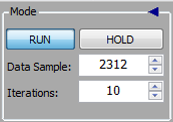 Mode
RUN HOLD
Data Sample: 2312
Iterations: 10